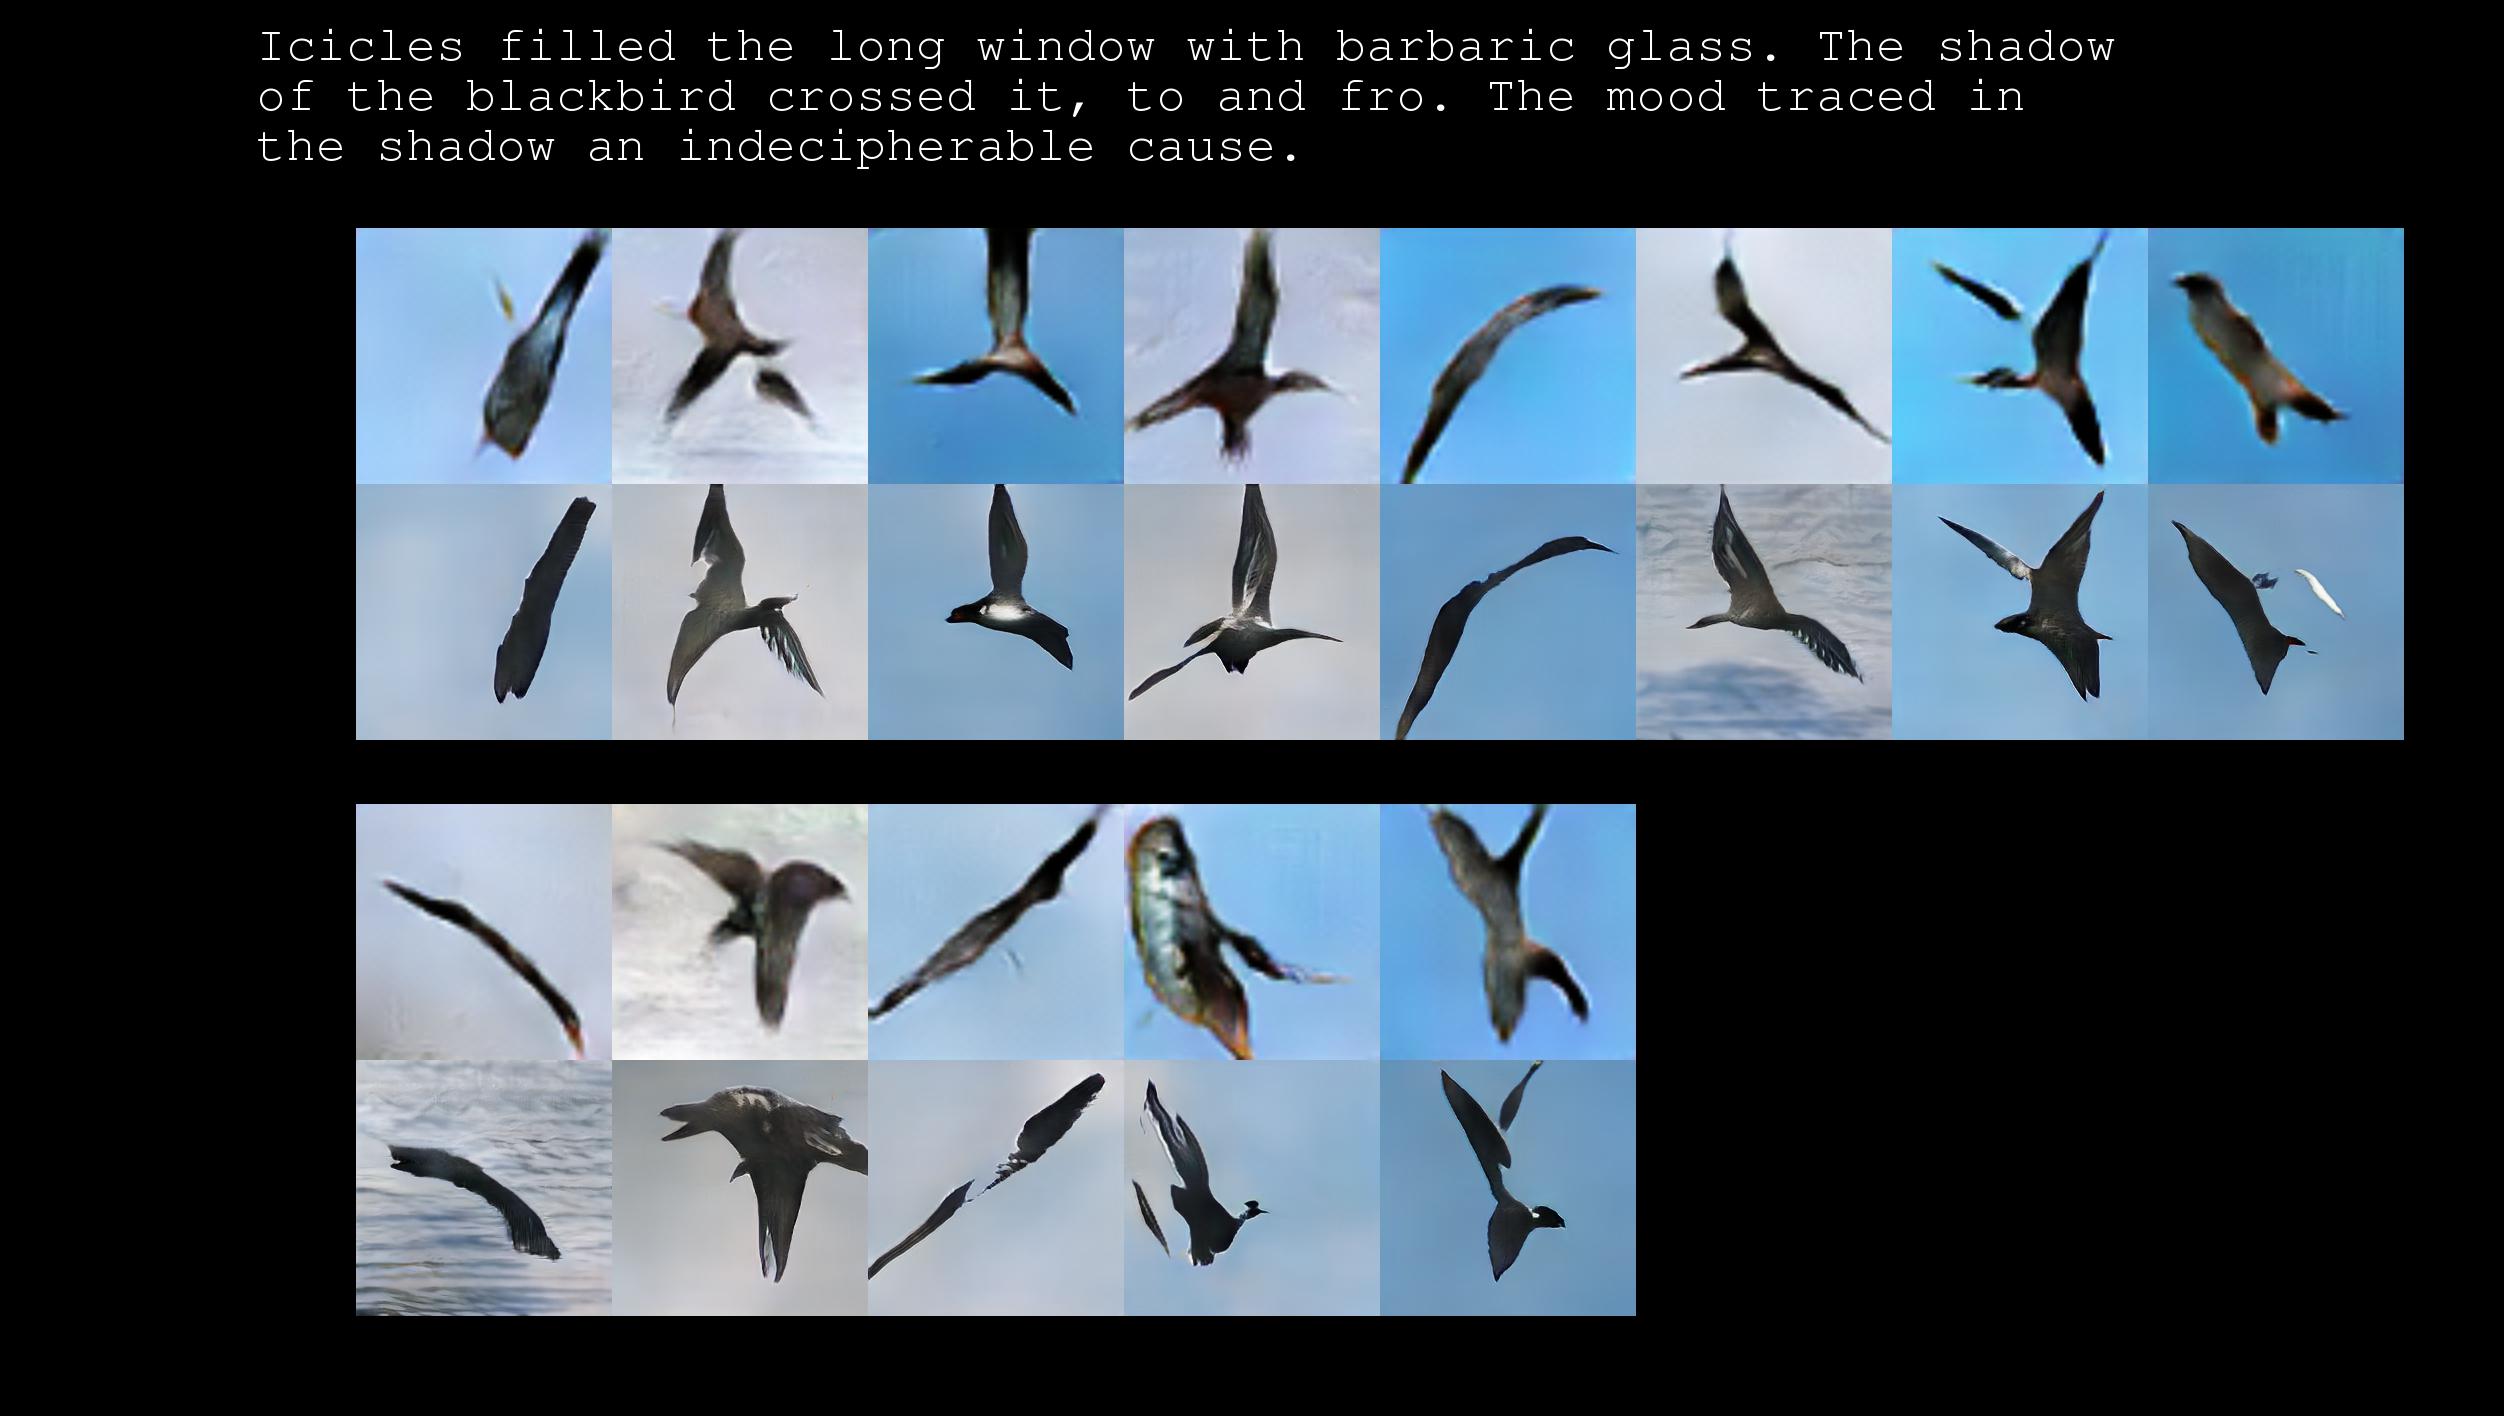 Icicles filled the long window with barbaric glass. The shadow
of the blackbird crossed it, to and fro. The mood traced in
the shadow an indecipherable cause.